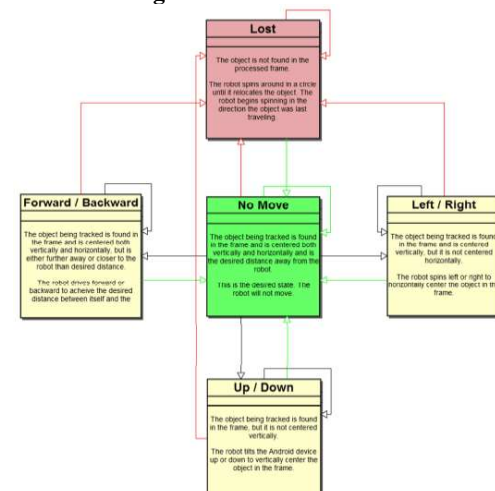 Lost
The object is not found in the
processed frame.
The robot spins around in a circle
until it relocates the object. The
robot begins spinning in the
direction the object was last
traveling.
Forward / Backward
The object being tracked is found in
the frame and is centered both
vertically and horizontally, but is
either further away or closer to the
robot than desired distance.
The robot drives forward or
backward to acheive the desired
distance between itself and the
No Move
The object being tracked is found
in the frame and is centered both
vertically and horizontally and is
the desired distance away from the
robot.
This is the desired state. The
robot will not move.
Left / Right
The object being tracked is found
in the frame and is centered
vertically, but it is not centered
horizontally.
The robot spins left or right to
horizontally center the object in the
frame.
Up / Down
The object being tracked is found
in the frame, but it is not centered
vertically.
The robot tilts the Android device
up or down to vertically center the
object in the frame.